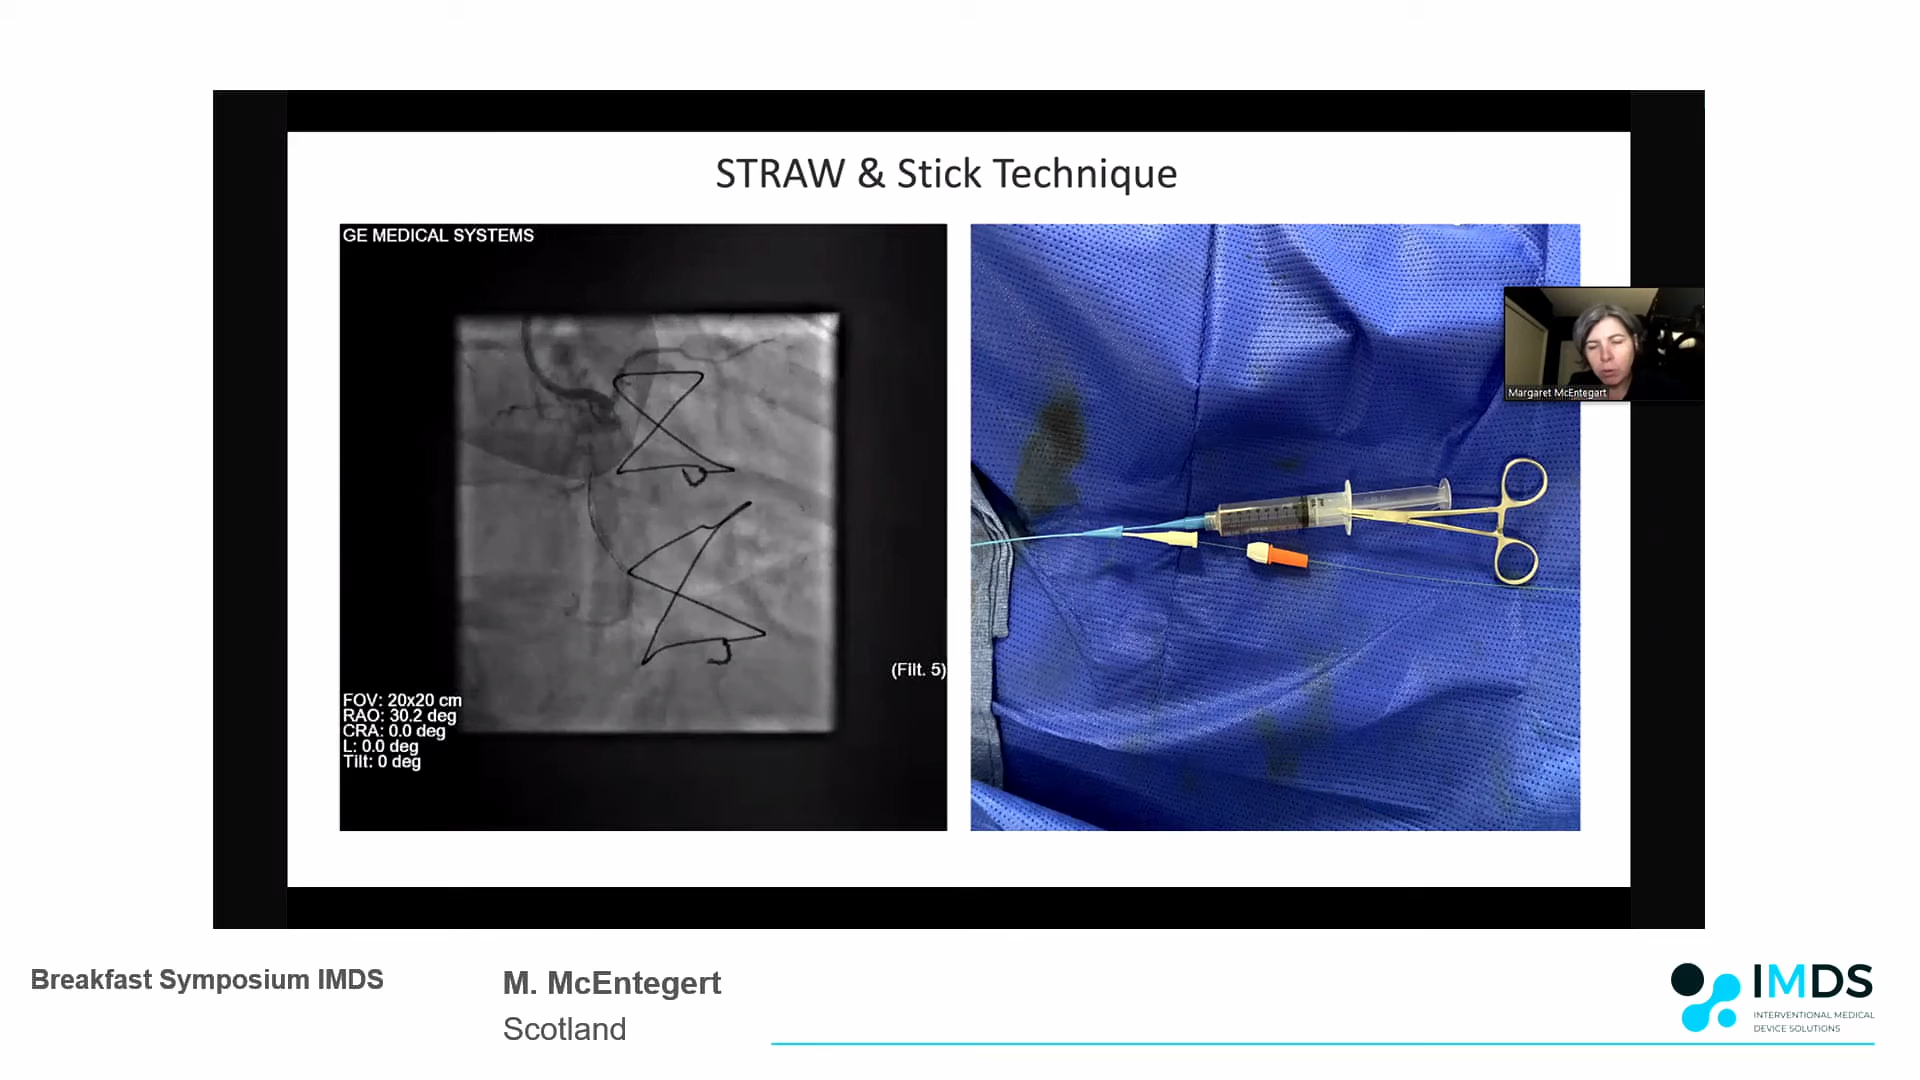 STRAW & Stick Technique
GE MEDICAL SYSTEMS
(Filt. 5)
FOV: 20x20 cm
RAO: 30.2 deg
CRA: 0.0 deg
L: 0.0 deg
Tilt: 0 deg
Margaret McEntegart
Breakfast Symposium IMDS
M. McEntegert
Scotland
IMDS
INTERVENTIONAL MEDICAL
DEVICE SOLUTIONS